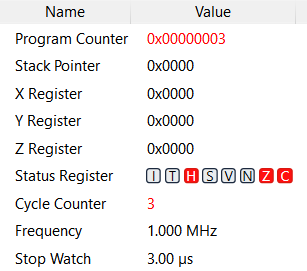 Name Value
Program Counter 0x00000003
Stack Pointer 0x0000
X Register 0x0000
Y Register 0x0000
Z Register 0x0000
Status Register I T H S V N Z C
Cycle Counter 3
Frequency 1.000 MHz
Stop Watch 3.00 µs